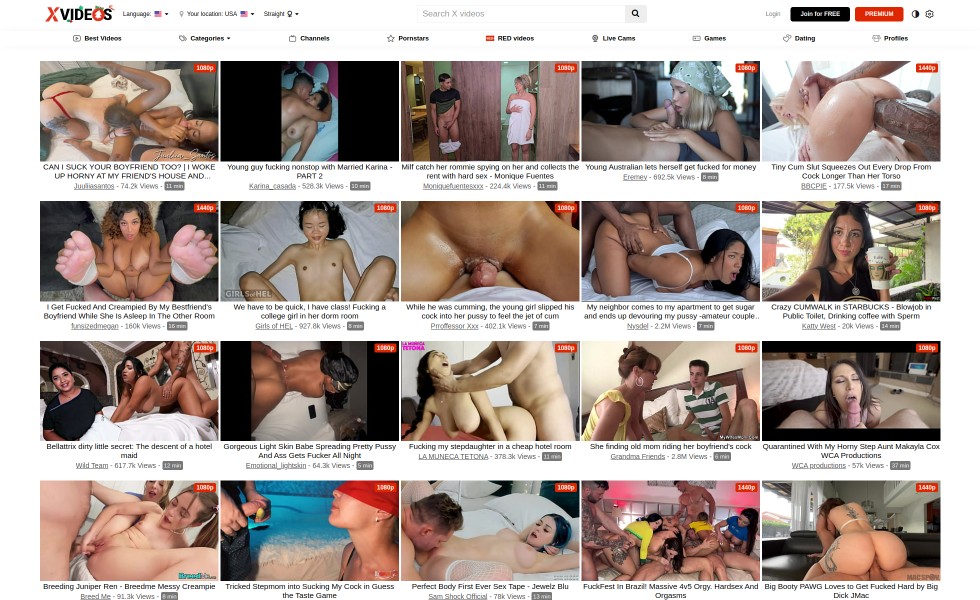 XVIDEOS
Language:
Your location: USA
Straight
Search X videos
Login
Join for FREE
PREMIUM
Best Videos
Categories
Channels
Pornstars
RED videos
Live Cams
Games
Dating
Profiles
1080p
1080p
1080p
1440p
CAN I SUCK YOUR BOYFRIEND TOO? | I WOKE
UP HORNY AT MY FRIEND'S HOUSE AND...
Juuliiasantos - 74.2k Views - 11 min
Young guy fucking nonstop with Married Karina -
PART 2
Karina_casada - 528.3k Views - 10 min
Milf catch her rommie spying on her and collects the
rent with hard sex - Monique Fuentes
Moniquefuentesxxx - 224.4k Views - 11 min
Young Australian lets herself get fucked for money
Eremey - 692.5k Views - 8 min
Tiny Cum Slut Squeezes Out Every Drop From
Cock Longer Than Her Torso
BBCPIE - 177.5k Views - 17 min
1440p
1080p
1080p
1080p
1080p
GIRLS of HEL
I Get Fucked And Creampied By My Bestfriend's
Boyfriend While She Is Asleep In The Other Room
funsizedmegan - 160k Views - 16 min
We have to be quick, I have class! Fucking a
college girl in her dorm room
Girls of HEL - 927.8k Views - 6 min
While he was cumming, the young girl slipped his
cock into her pussy to feel the jet of cum
Prroffessor Xxx - 402.1k Views - 7 min
My neighbor comes to my apartment to get sugar
and ends up devouring my pussy -amateur couple..
Nysdel - 2.2M Views - 7 min
Crazy CUMWALK in STARBUCKS - Blowjob in
Public Toilet, Drinking coffee with Sperm
Katty West - 20k Views - 14 min
1080p
1080p
LA MUÑECA
TETONA
1080p
1080p
1080p
Bellattrix dirty little secret: The descent of a hotel
maid
Wild Team - 617.7k Views - 12 min
Gorgeous Light Skin Babe Spreading Pretty Pussy
And Ass Gets Fucker All Night
Emotional_lightskin - 64.3k Views - 5 min
Fucking my stepdaughter in a cheap hotel room
LA MUNECA TETONA - 378.3k Views - 11 min
She finding old mom riding her boyfriend's cock
Grandma Friends - 2.8M Views - 6 min
Quarantined With My Horny Step Aunt Makayla Cox
WCA Productions
WCA productions - 57k Views - 37 min
1080p
1080p
1080p
1440p
1080p
Breeding Juniper Ren - Breedme Messy Creampie
Breed Me - 91.3k Views - 8 min
Tricked Stepmom into Sucking My Cock in Guess
the Taste Game
Perfect Body First Ever Sex Tape - Jewelz Blu
Sam Shock Official - 78k Views - 13 min
FuckFest In Brazil! Massive 4v5 Orgy. Hardsex And
Orgasms
Big Booty PAWG Loves to Get Fucked Hard by Big
Dick JMac